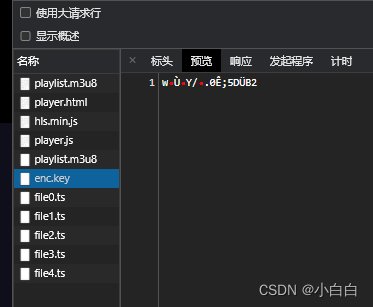 使用大请求行
显示概述
名称
× 标头 预览 响应 发起程序 计时
playlist.m3u8
player.html
hls.min.js
player.js
playlist.m3u8
enc.key
file0.ts
file1.ts
file2.ts
file3.ts
file4.ts
1 w•Ù•Y/•.0Ê;5DÜB2
CSDN @小白白